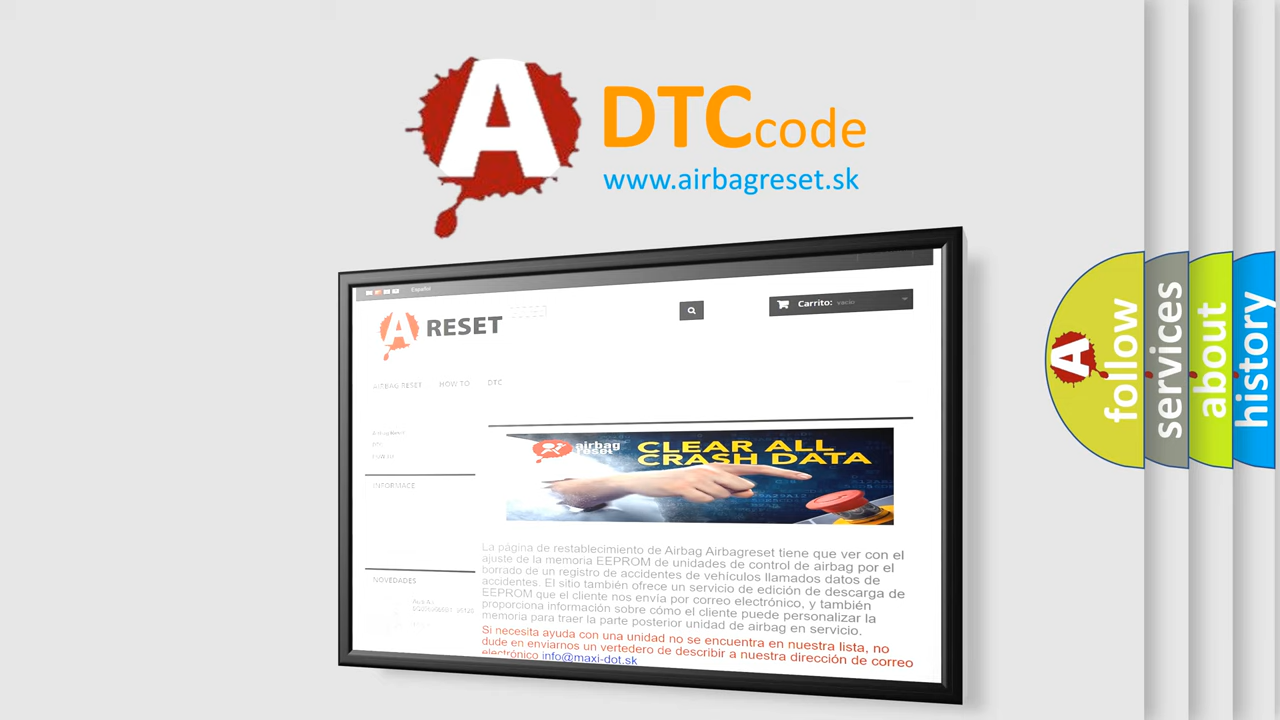 A DTCcode
www.airbagreset.sk
Español
A RESET
Carrito: vacío
AIRBAG RESET HOW TO DTC
INFORMACE
NOVEDADES
airbag
reset
CLEAR ALL
CRASH DATA
La página de restablecimiento de Airbag Airbagreset tiene que ver con el
ajuste de la memoria EEPROM de unidades de control de airbag por el
borrado de un registro de accidentes de vehículos llamados datos de
accidentes. El sitio también ofrece un servicio de edición de descarga de
EEPROM que el cliente nos envía por correo electrónico, y también
proporciona información sobre cómo el cliente puede personalizar la
memoria para traer la parte posterior unidad de airbag en servicio.
Si necesita ayuda con una unidad no se encuentra en nuestra lista, no
dude en enviarnos un vertedero de describir a nuestra dirección de correo
electrónico info@maxi-dot.sk
A follow
services
about
history